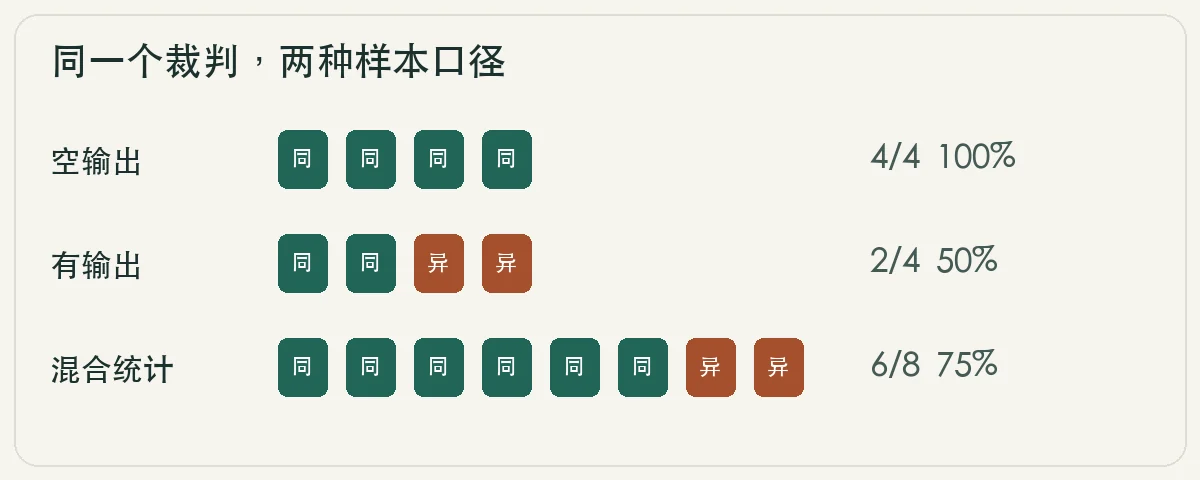 同一个裁判，两种样本口径
空输出 同 同 同 同 4/4 100%
有输出 同 同 异 异 2/4 50%
混合统计 同 同 同 同 同 同 异 异 6/8 75%